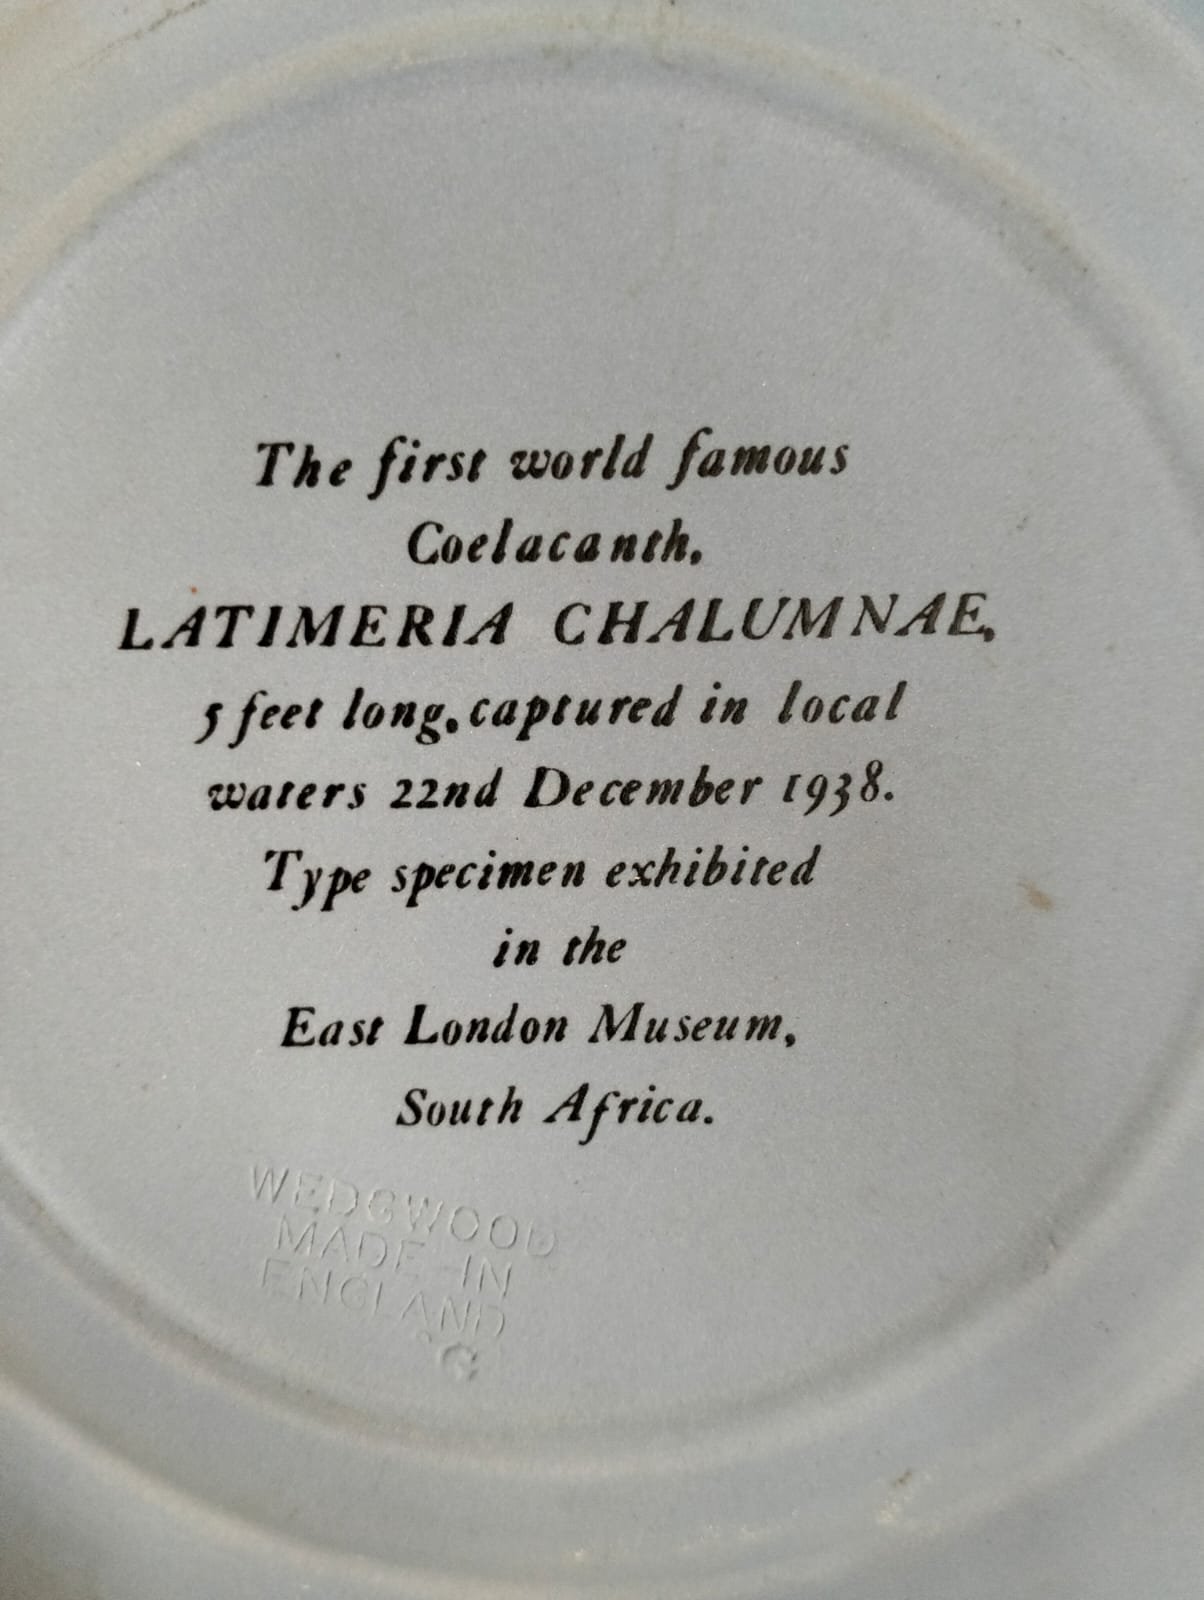 The first world famous
Coelacanth,
LATIMERIA CHALUMNAE,
5 feet long, captured in local
waters 22nd December 1938.
Type specimen exhibited
in the
East London Museum,
South Africa.
WEDGWOOD
MADE IN
ENGLAND
G